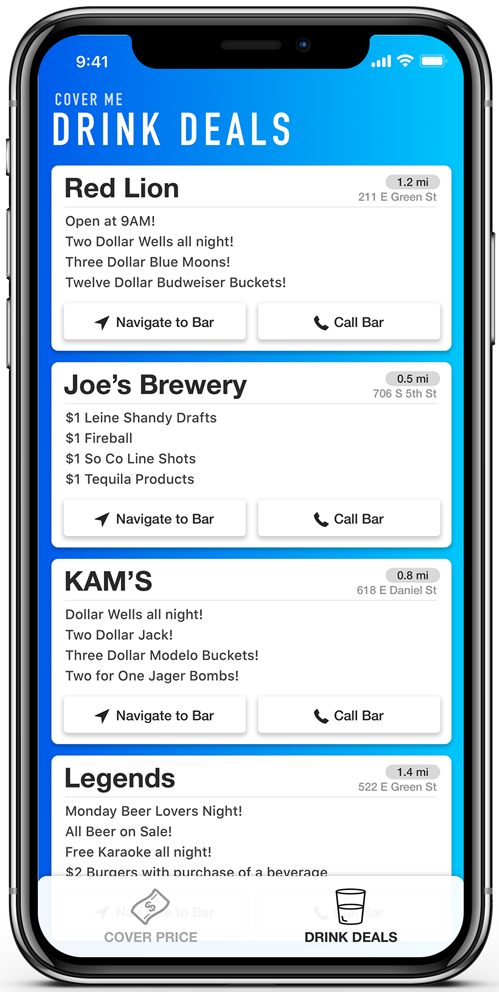 9:41
COVER ME
DRINK DEALS
Red Lion
1.2 mi
211 E Green St
Open at 9AM!
Two Dollar Wells all night!
Three Dollar Blue Moons!
Twelve Dollar Budweiser Buckets!
Navigate to Bar
Call Bar
Joe's Brewery
0.5 mi
706 S 5th St
$1 Leine Shandy Drafts
$1 Fireball
$1 So Co Line Shots
$1 Tequila Products
Navigate to Bar
Call Bar
KAM'S
0.8 mi
618 E Daniel St
Dollar Wells all night!
Two Dollar Jack!
Three Dollar Modelo Buckets!
Two for One Jager Bombs!
Navigate to Bar
Call Bar
Legends
1.4 mi
522 E Green St
Monday Beer Lovers Night!
All Beer on Sale!
Free Karaoke all night!
$2 Burgers with purchase of a beverage
Navigate to Bar
Call Bar
$
COVER PRICE
DRINK DEALS